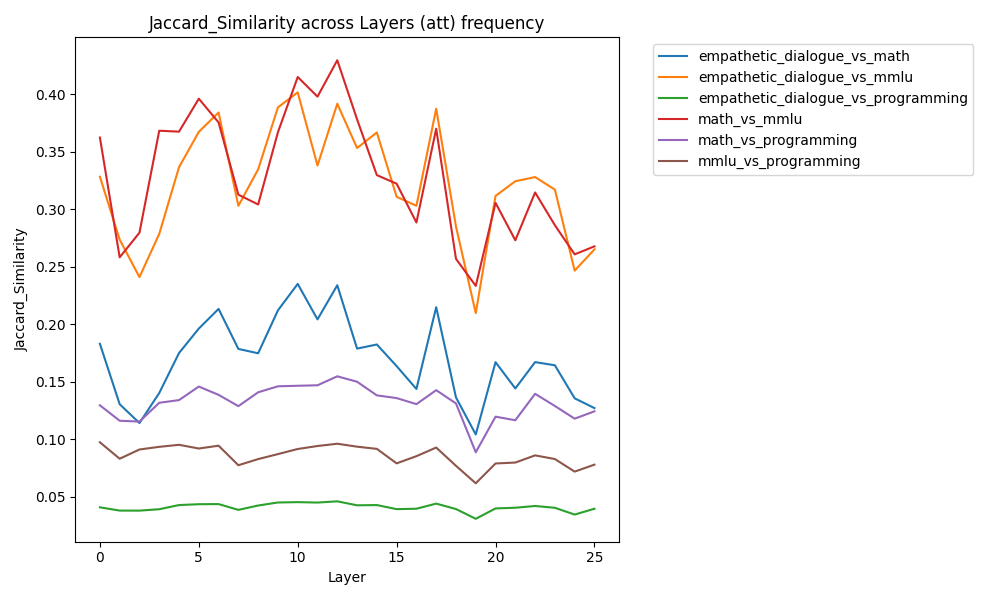 Jaccard_Similarity across Layers (att) frequency
empathetic_dialogue_vs_math
empathetic_dialogue_vs_mmlu
empathetic_dialogue_vs_programming
math_vs_mmlu
math_vs_programming
mmlu_vs_programming
Jaccard_Similarity
0.40
0.35
0.30
0.25
0.20
0.15
0.10
0.05
0 5 10 15 20 25
Layer